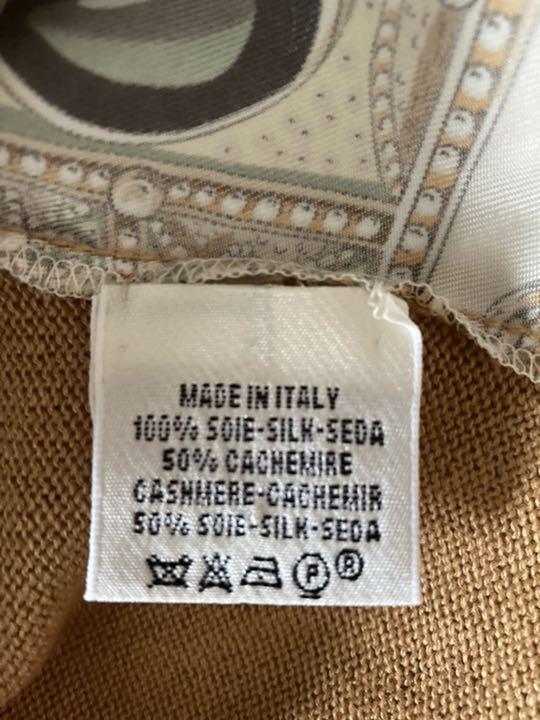 MADE IN ITALY
100% SOIE-SILK-SEDA
50% CACHEMIRE
CASHMERE-CACHEMIR
50% SOIE-SILK-SEDA
P ®